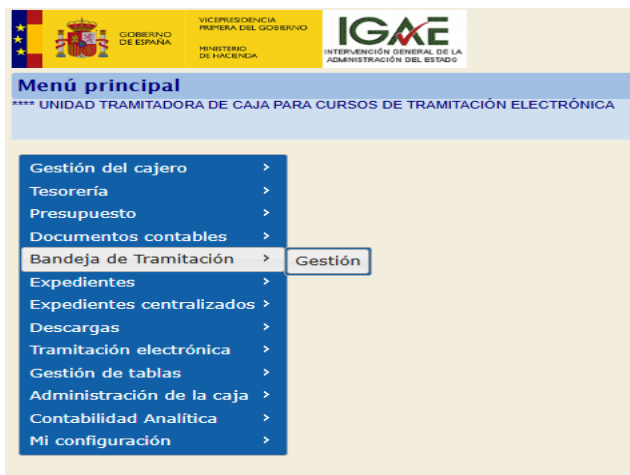 GOBIERNO
DE ESPAÑA
VICEPRESIDENCIA
PRIMERA DEL GOBIERNO
MINISTERIO
DE HACIENDA
IGAE
INTERVENCIÓN GENERAL DE LA
ADMINISTRACIÓN DEL ESTADO
Menú principal
**** UNIDAD TRAMITADORA DE CAJA PARA CURSOS DE TRAMITACIÓN ELECTRÓNICA
Gestión del cajero >
Tesorería >
Presupuesto >
Documentos contables >
Bandeja de Tramitación > Gestión
Expedientes >
Expedientes centralizados >
Descargas >
Tramitación electrónica >
Gestión de tablas >
Administración de la caja >
Contabilidad Analítica >
Mi configuración >